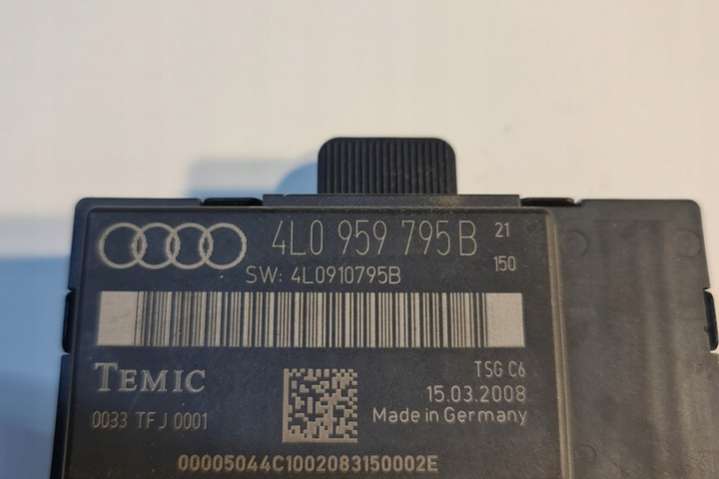 4L0 959 795 B 21
150
SW: 4L0910795B
TEMIC
TSG C6
15.03.2008
0033 TFJ 0001
Made in Germany
00005044C1002083150002E